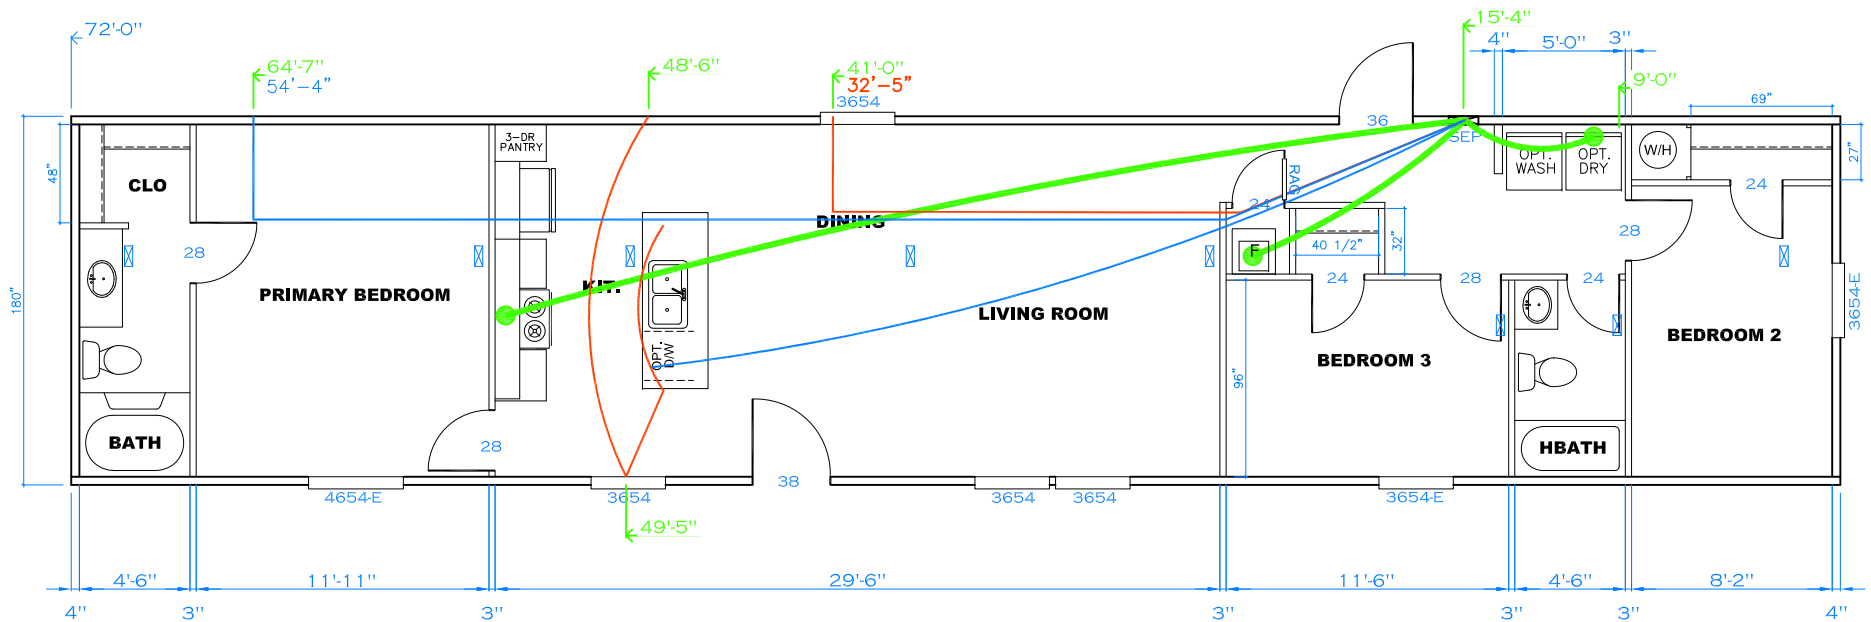 72'-0"
64'-7"
54'-4"
48'-6"
41'-0"
32'-5"
3654
15'-4"
4"
5'-0"
3"
9'-0"
69"
36
SEP
3-DR
PANTRY
OPT.
WASH
OPT.
DRY
W/H
27"
48"
CLO
RAG
24
24
DINING
28
28
40 1/2"
32"
F
180"
PRIMARY BEDROOM
KIT.
LIVING ROOM
24
28
24
3654-E
BEDROOM 2
OPT.
D/W
BEDROOM 3
96"
BATH
28
HBATH
38
4654-E
3654
3654
3654
3654-E
49'-5"
4'-6"
11'-11"
29'-6"
11'-6"
4'-6"
8'-2"
4"
3"
3"
3"
3"
3"
4"